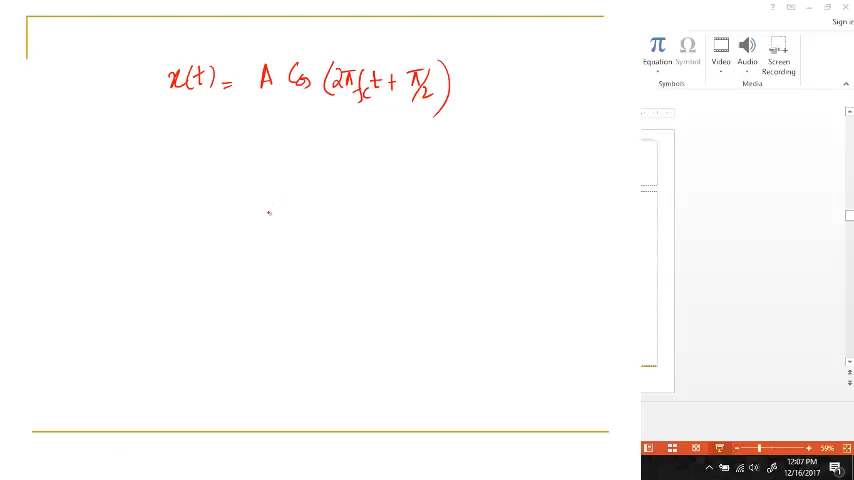 x(t) = A Cos (2πfct + π/2)
Sign in
π Ω
Equation Symbol Video Audio Screen Recording
Symbols Media
59%
12:07 PM
12/16/2017